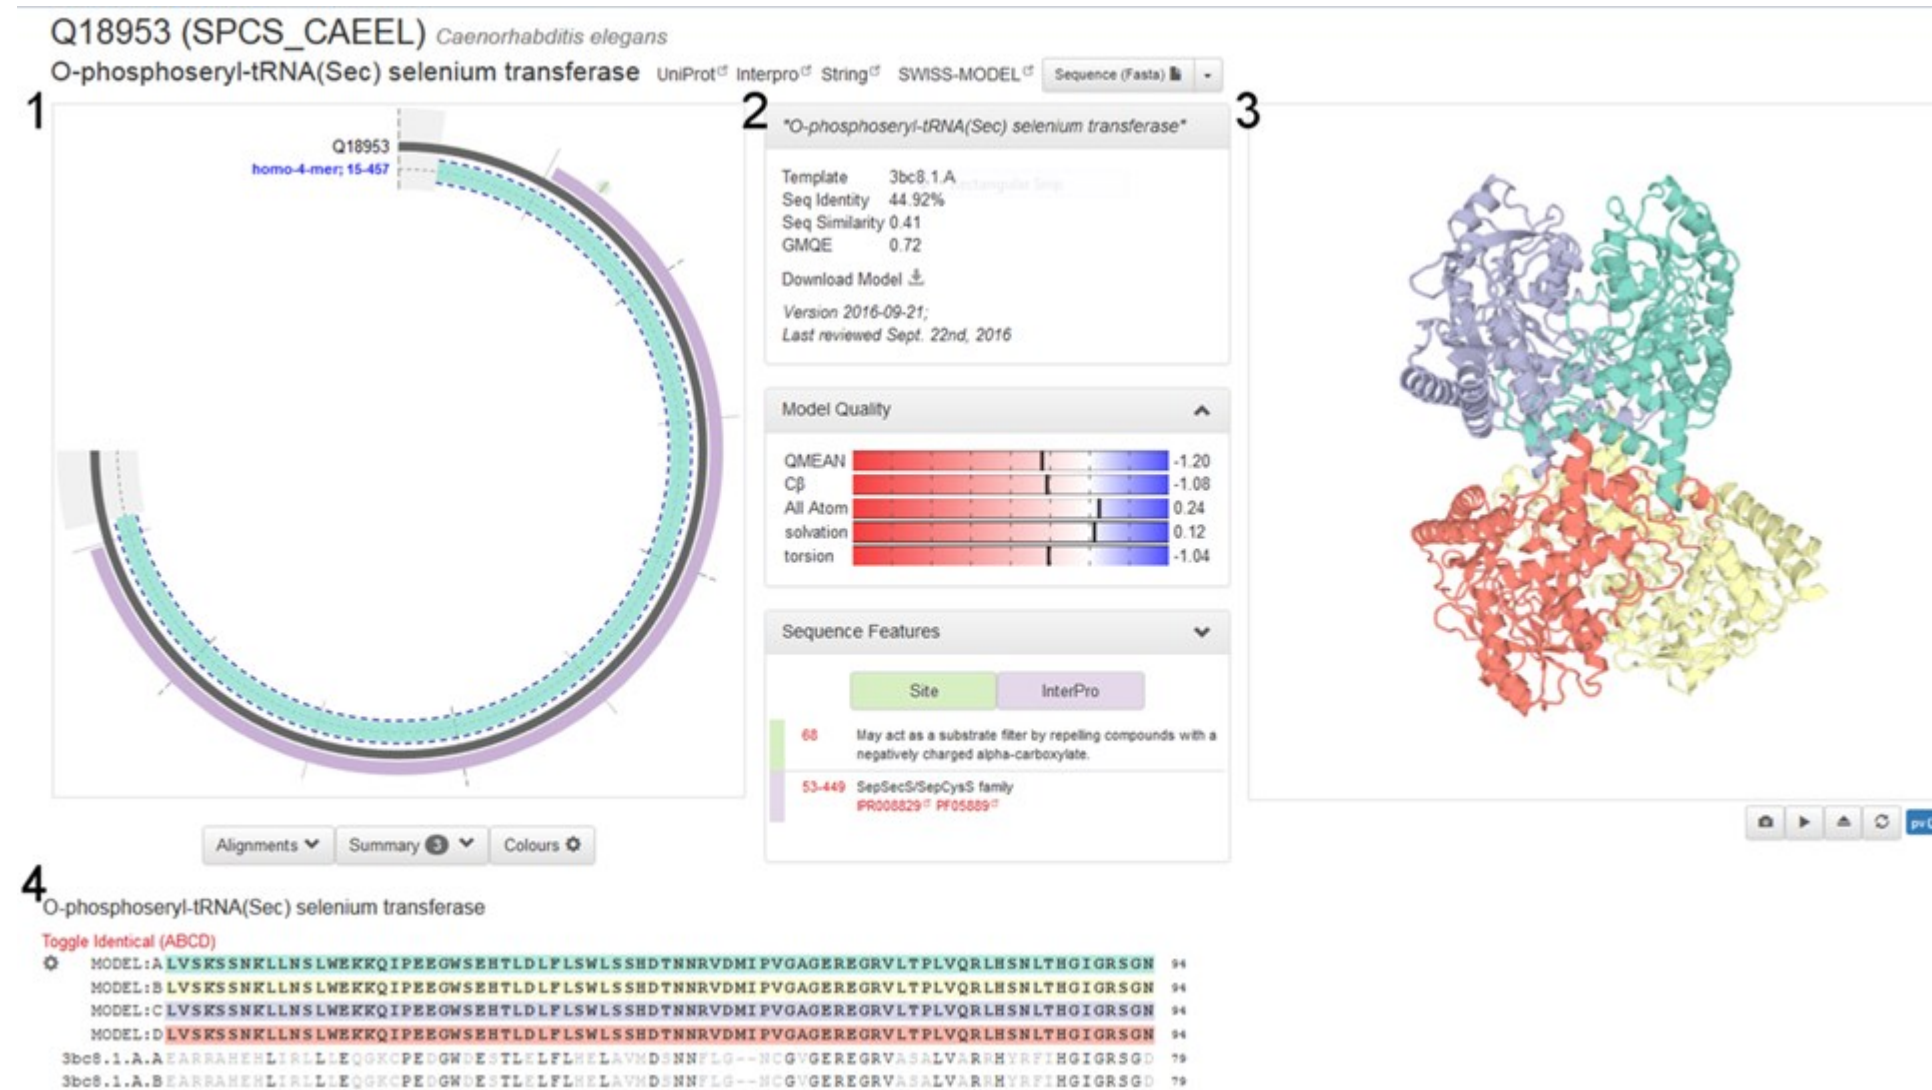 Q18953 (SPCS_CAEEL) Caenorhabditis elegans
O-phosphoseryl-tRNA(Sec) selenium transferase UniProt Interpro String SWISS-MODEL Sequence (Fasta)
1
Q18953
homo-4-mer; 15-457
Alignments Summary 3 Colours
2
"O-phosphoseryl-tRNA(Sec) selenium transferase"
Template 3bc8.1.A
Seq Identity 44.92%
Seq Similarity 0.41
GMQE 0.72
Download Model
Version 2016-09-21;
Last reviewed Sept. 22nd, 2016
Model Quality
QMEAN -1.20
Cβ -1.08
All Atom 0.24
solvation 0.12
torsion -1.04
Sequence Features
Site InterPro
68 May act as a substrate filter by repelling compounds with a
negatively charged alpha-carboxylate.
53-449 SepSecS/SepCysS family
IPR008829 PF05889
3
pv
4
O-phosphoseryl-tRNA(Sec) selenium transferase
Toggle Identical (ABCD)
MODEL:A LVSKSSNKLLNSLWEKKQIPEEGWSEHTLDLFLSWLSSHDTNNRVDMIPVGAGEREGRVLTPLVQRLHSNLTHGIGRSGN 94
MODEL:B LVSKSSNKLLNSLWEKKQIPEEGWSEHTLDLFLSWLSSHDTNNRVDMIPVGAGEREGRVLTPLVQRLHSNLTHGIGRSGN 94
MODEL:C LVSKSSNKLLNSLWEKKQIPEEGWSEHTLDLFLSWLSSHDTNNRVDMIPVGAGEREGRVLTPLVQRLHSNLTHGIGRSGN 94
MODEL:D LVSKSSNKLLNSLWEKKQIPEEGWSEHTLDLFLSWLSSHDTNNRVDMIPVGAGEREGRVLTPLVQRLHSNLTHGIGRSGN 94
3bc8.1.A.A EARRAHEHLIRLLLEQGKCPEDGWDESTLELFLHELAVMDSNNFLG--NCGVGEREGRVASALVARRHYRFIHGIGRSGD 79
3bc8.1.A.B EARRAHEHLIRLLLEQGKCPEDGWDESTLELFLHELAVMDSNNFLG--NCGVGEREGRVASALVARRHYRFIHGIGRSGD 79